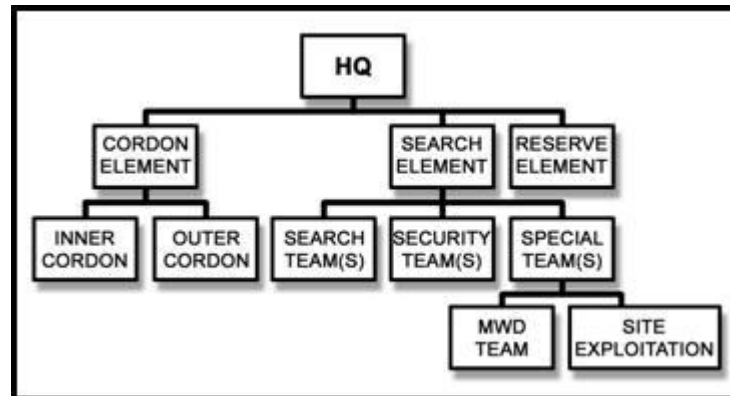 HQ
CORDON
ELEMENT
SEARCH
ELEMENT
RESERVE
ELEMENT
INNER
CORDON
OUTER
CORDON
SEARCH
TEAM(S)
SECURITY
TEAM(S)
SPECIAL
TEAM(S)
MWD
TEAM
SITE
EXPLOITATION